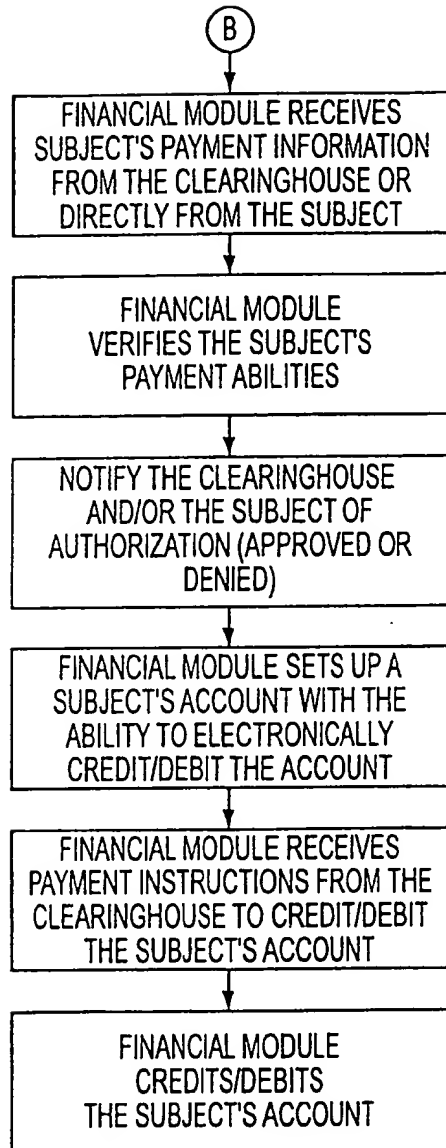 B
FINANCIAL MODULE RECEIVES
SUBJECT'S PAYMENT INFORMATION
FROM THE CLEARINGHOUSE OR
DIRECTLY FROM THE SUBJECT
FINANCIAL MODULE
VERIFIES THE SUBJECT'S
PAYMENT ABILITIES
NOTIFY THE CLEARINGHOUSE
AND/OR THE SUBJECT OF
AUTHORIZATION (APPROVED OR
DENIED)
FINANCIAL MODULE SETS UP A
SUBJECT'S ACCOUNT WITH THE
ABILITY TO ELECTRONICALLY
CREDIT/DEBIT THE ACCOUNT
FINANCIAL MODULE RECEIVES
PAYMENT INSTRUCTIONS FROM THE
CLEARINGHOUSE TO CREDIT/DEBIT
THE SUBJECT'S ACCOUNT
FINANCIAL MODULE
CREDITS/DEBITS
THE SUBJECT'S ACCOUNT